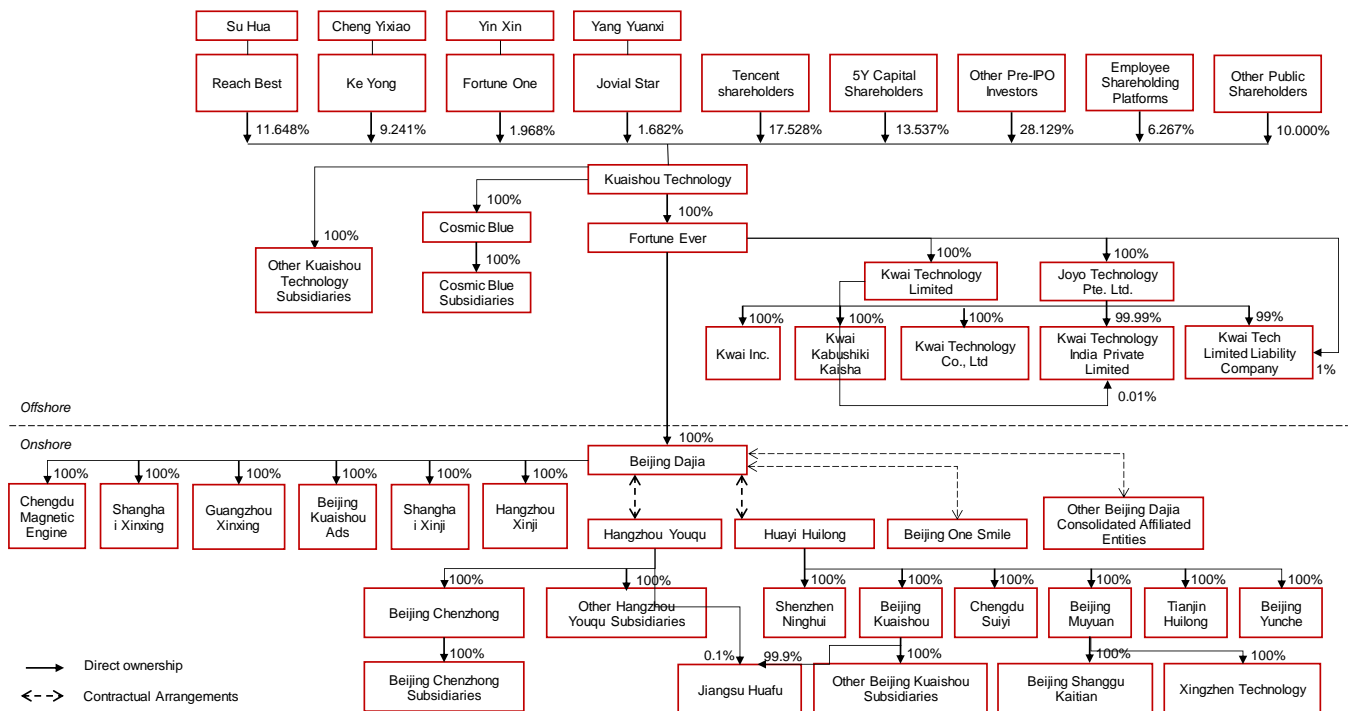 Su Hua
Cheng Yixiao
Yin Xin
Yang Yuanxi
Reach Best
Ke Yong
Fortune One
Jovial Star
Tencent
shareholders
5Y Capital
Shareholders
Other Pre-IPO
Investors
Employee
Shareholding
Platforms
Other Public
Shareholders
11.648%
9.241%
1.968%
1.682%
17.528%
13.537%
28.129%
6.267%
10.000%
Kuaishou Technology
100%
100%
100%
Cosmic Blue
Fortune Ever
100%
Other Kuaishou
Technology
Subsidiaries
100%
Cosmic Blue
Subsidiaries
100%
100%
Kwai Technology
Limited
Joyo Technology
Pte. Ltd.
100%
100%
100%
99.99%
99%
Kwai Inc.
Kwai
Kabushiki
Kaisha
Kwai Technology
Co., Ltd
Kwai Technology
India Private
Limited
Kwai Tech
Limited Liability
Company
1%
0.01%
Offshore
Onshore
100%
Beijing Dajia
100%
100%
100%
100%
100%
100%
Chengdu
Magnetic
Engine
Shangha
i Xinxing
Guangzhou
Xinxing
Beijing
Kuaishou
Ads
Shangha
i Xinji
Hangzhou
Xinji
Hangzhou Youqu
Huayi Huilong
Beijing One Smile
Other Beijing Dajia
Consolidated Affiliated
Entities
100%
100%
100%
100%
100%
100%
100%
100%
Beijing Chenzhong
Other Hangzhou
Youqu Subsidiaries
Shenzhen
Ninghui
Beijing
Kuaishou
Chengdu
Suiyi
Beijing
Muyuan
Tianjin
Huilong
Beijing
Yunche
100%
0.1%
99.9%
100%
100%
100%
Beijing Chenzhong
Subsidiaries
Jiangsu Huafu
Other Beijing Kuaishou
Subsidiaries
Beijing Shanggu
Kaitian
Xingzhen Technology
Direct ownership
Contractual Arrangements